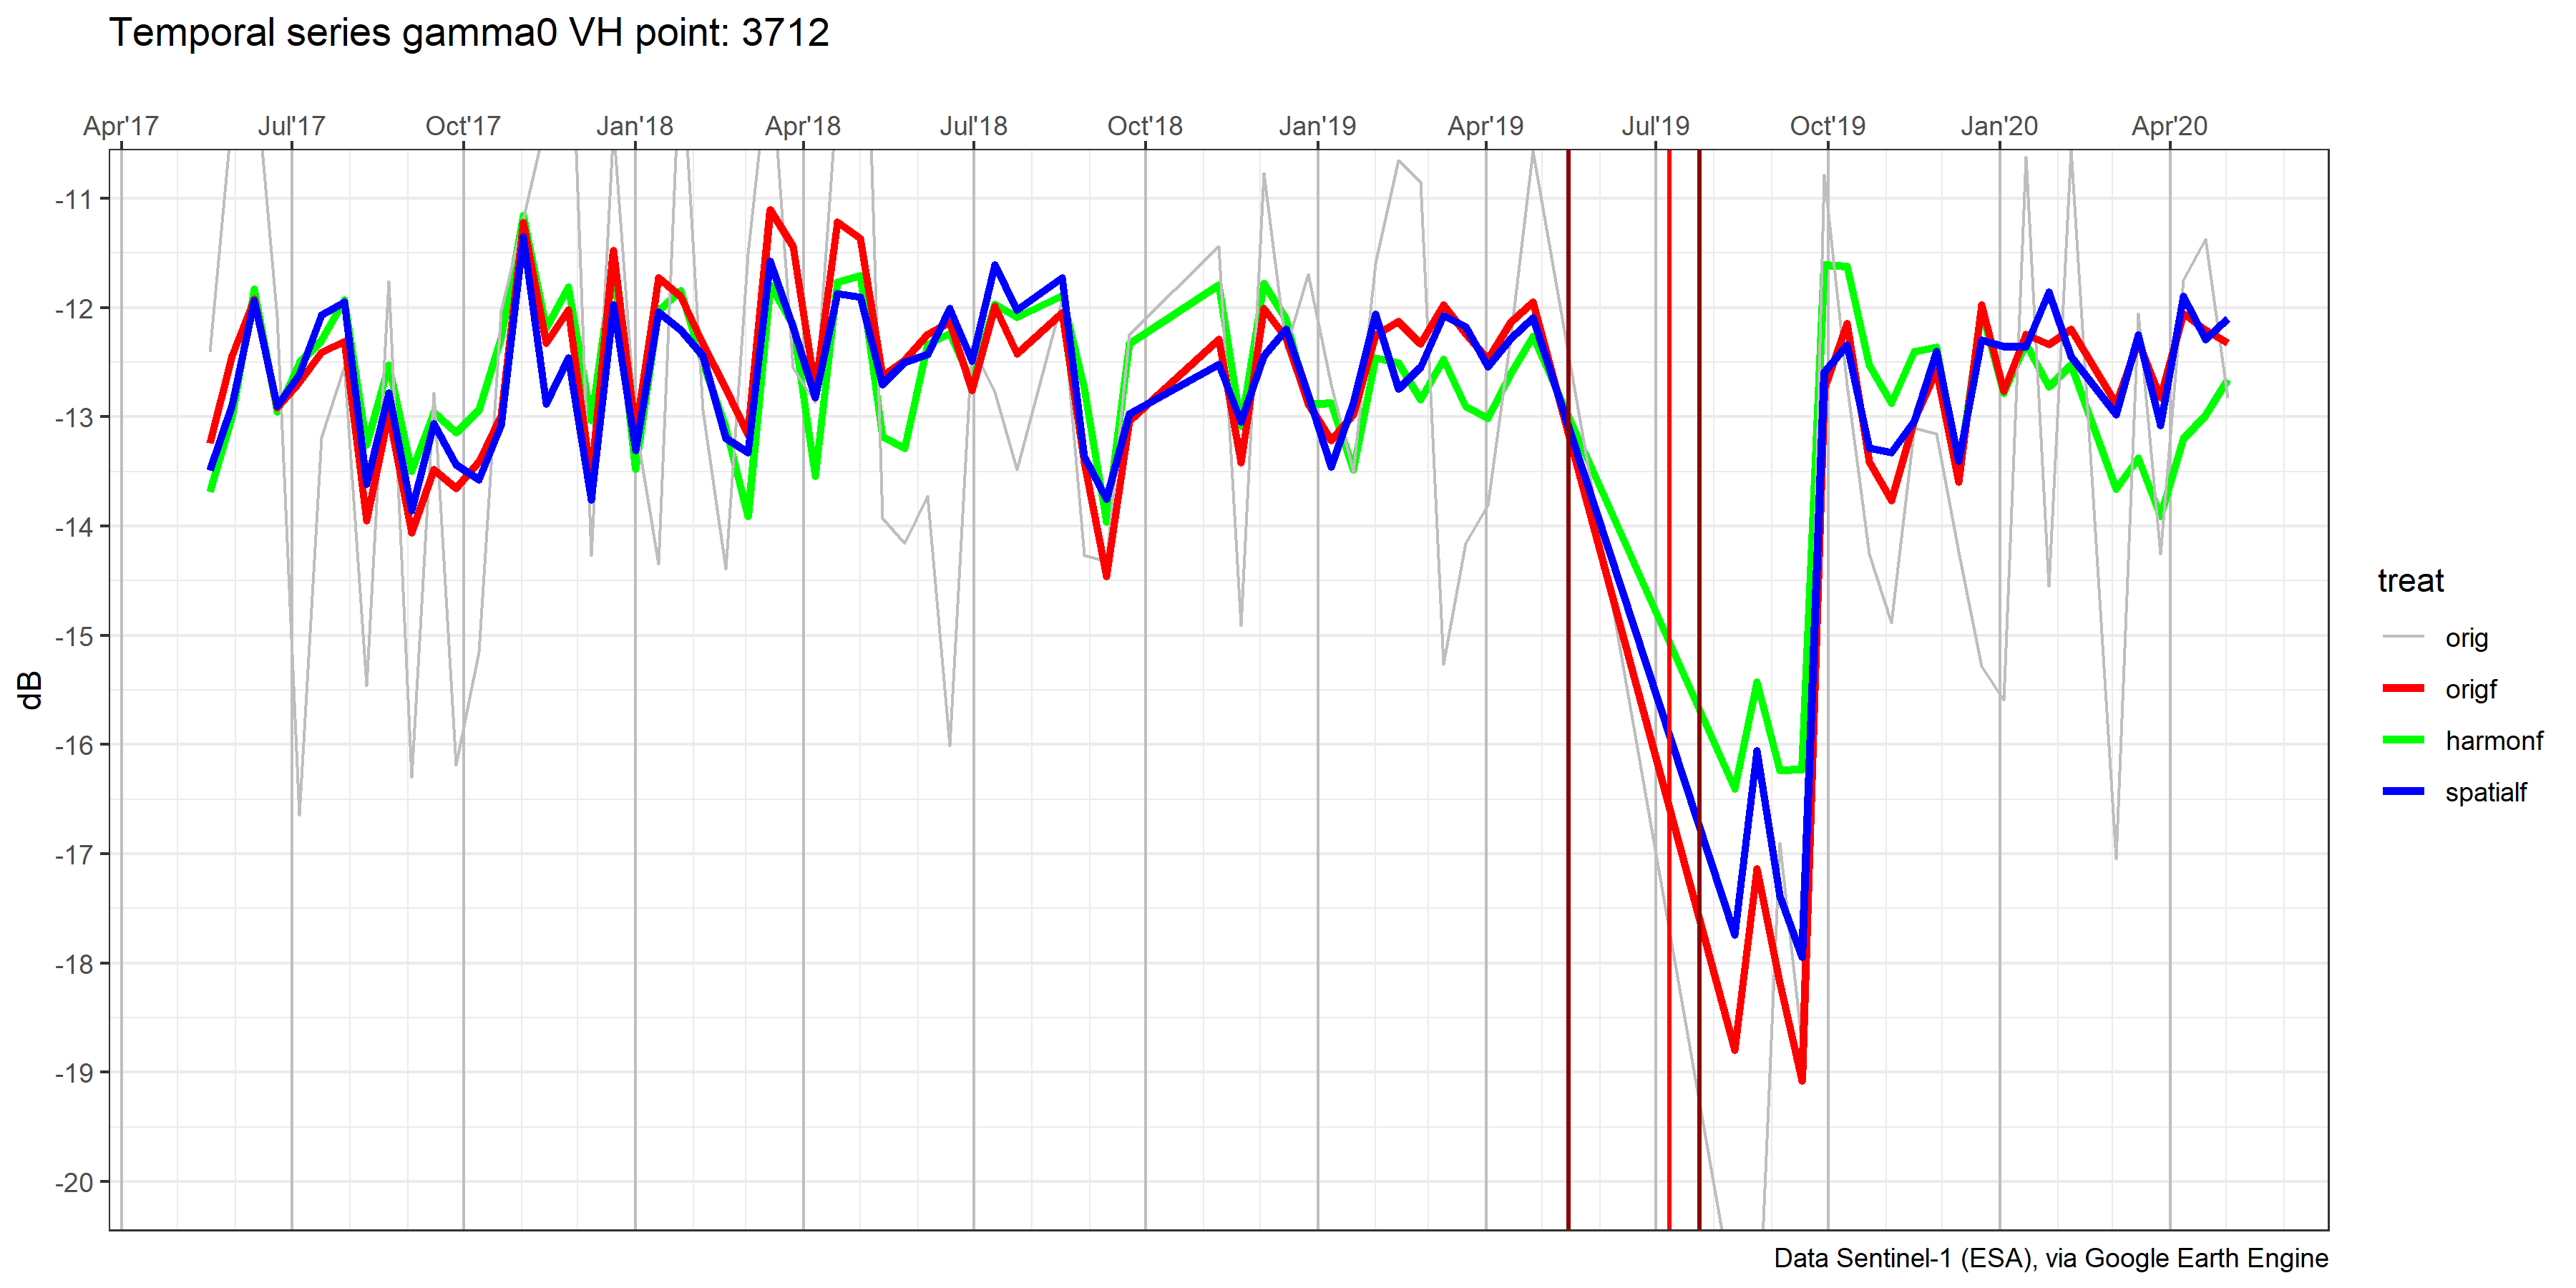 Temporal series gamma0 VH point: 3712
Apr'17 Jul'17 Oct'17 Jan'18 Apr'18 Jul'18 Oct'18 Jan'19 Apr'19 Jul'19 Oct'19 Jan'20 Apr'20
-11
-12
-13
-14
-15
-16
-17
-18
-19
-20
dB
treat
orig
origf
harmonf
spatialf
Data Sentinel-1 (ESA), via Google Earth Engine